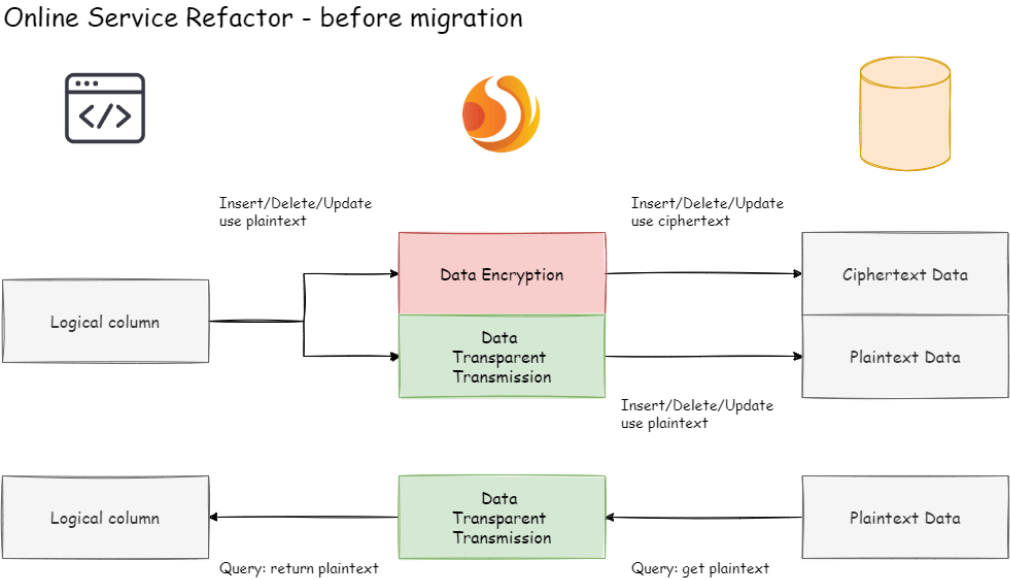 Online Service Refactor - before migration
</>
Insert/Delete/Update
use plaintext
Insert/Delete/Update
use ciphertext
Logical column
Data Encryption
Ciphertext Data
Data
Transparent
Transmission
Plaintext Data
Insert/Delete/Update
use plaintext
Logical column
Data
Transparent
Transmission
Plaintext Data
Query: return plaintext
Query: get plaintext